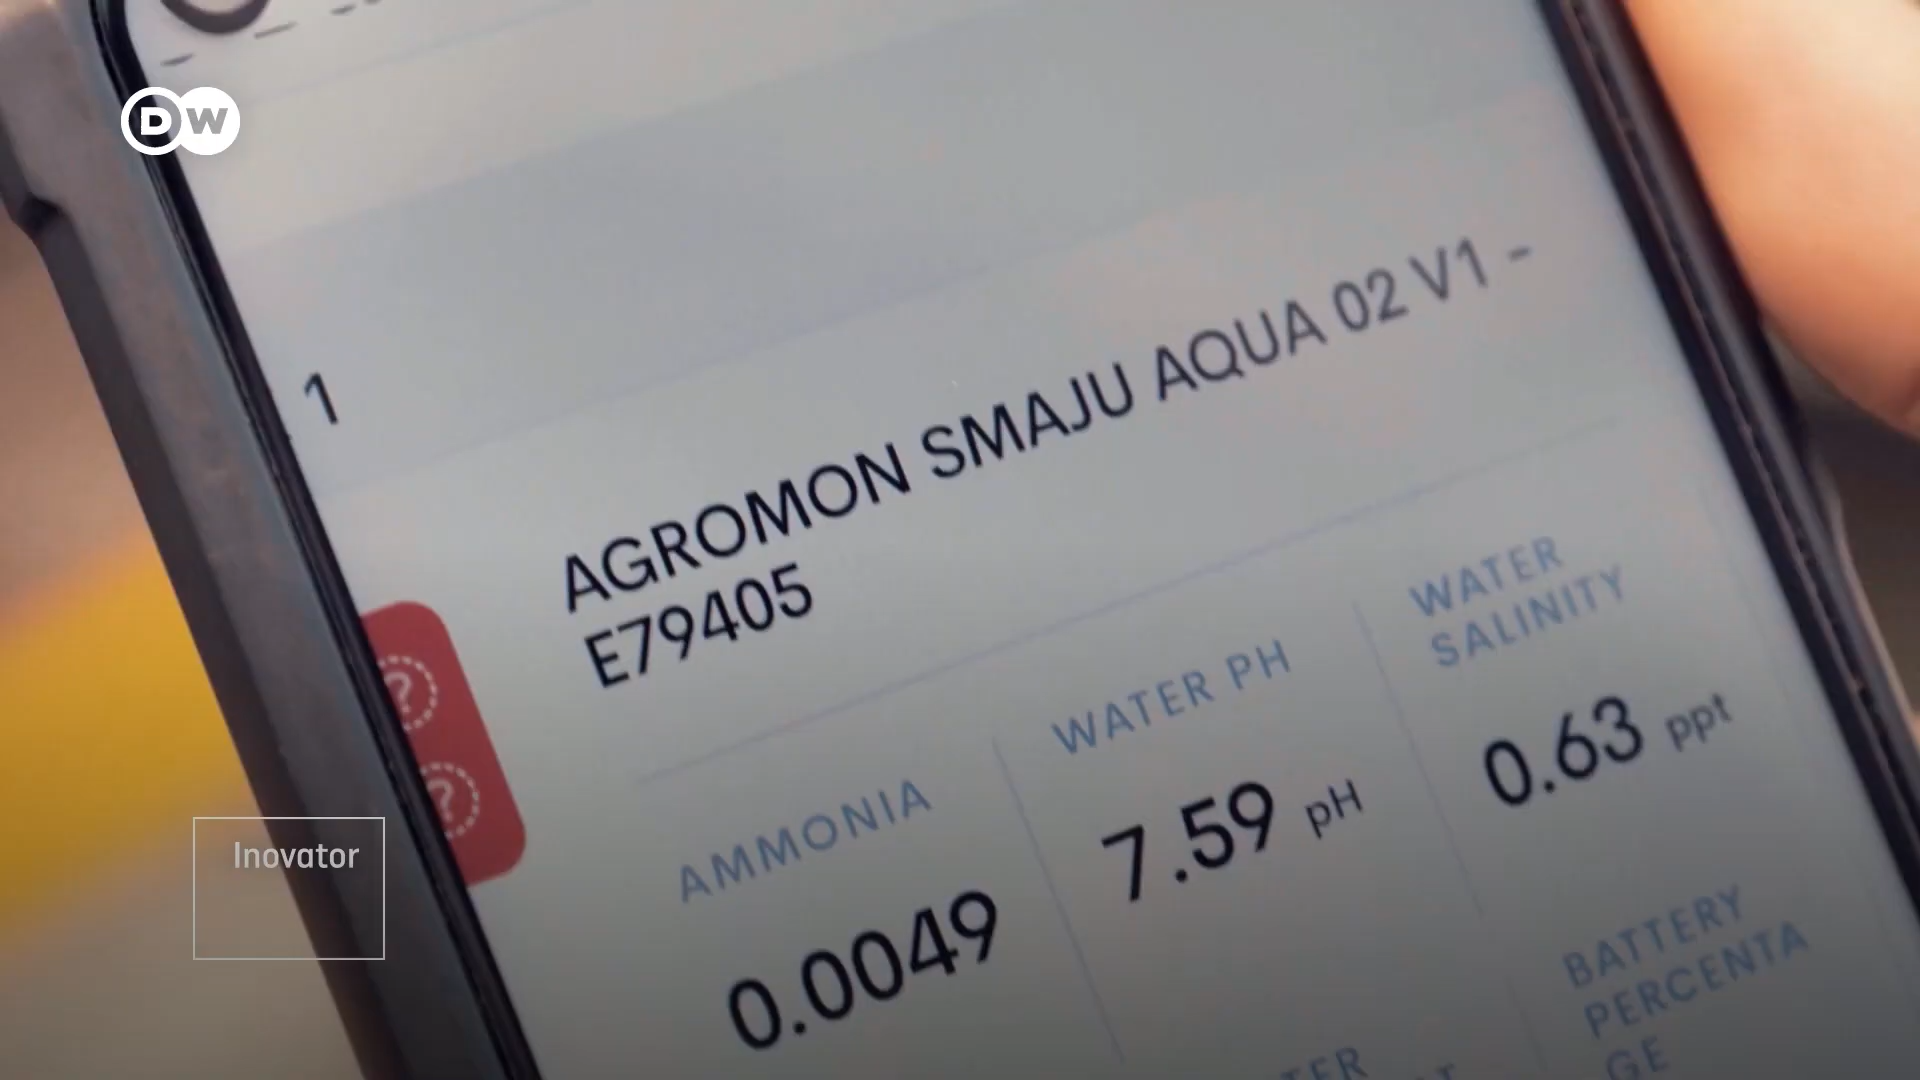 DW
1
AGROMON SMAJU AQUA 02 V1 -
E79405
AMMONIA
0.0049
WATER PH
7.59 pH
WATER
SALINITY
0.63 ppt
BATTERY
PERCENTA
GE
Inovator